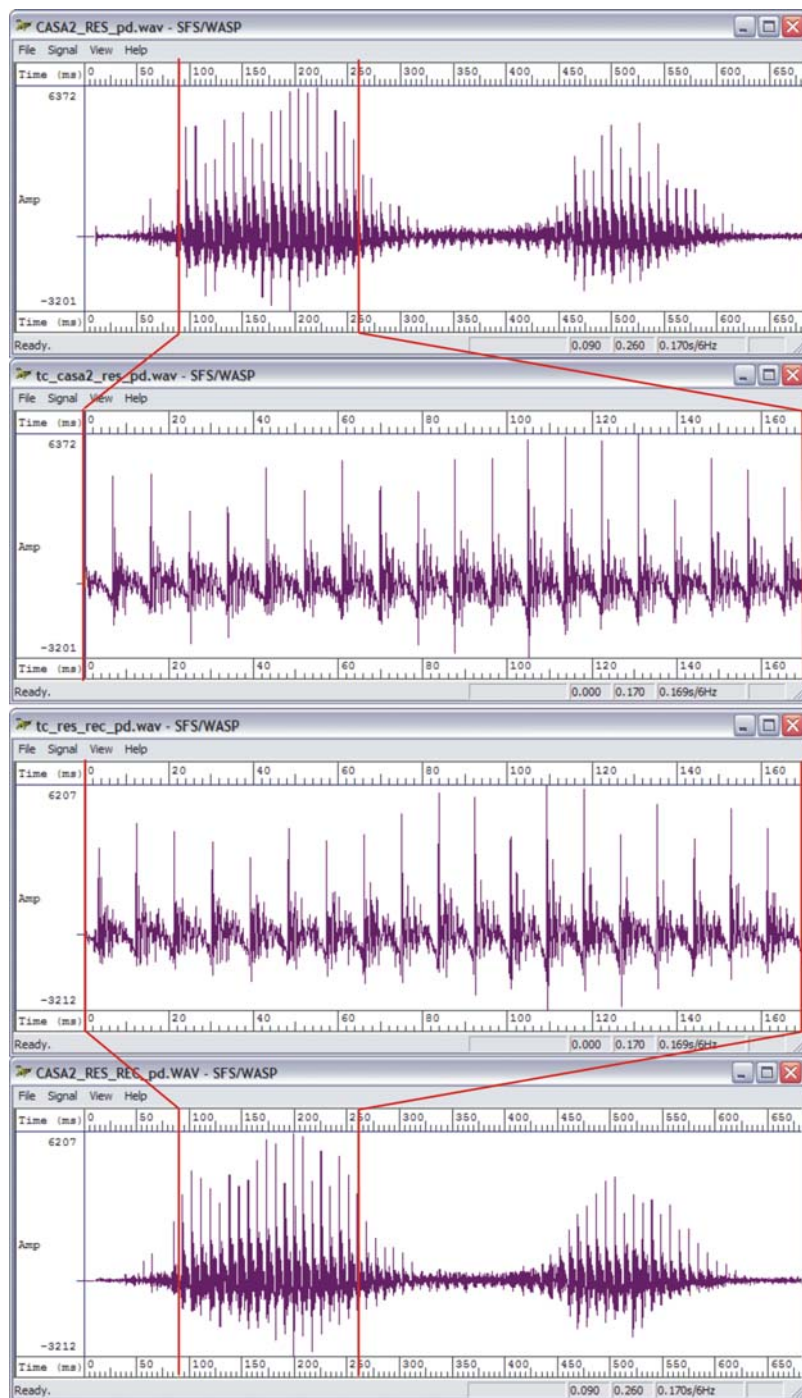 CASA2_RES_pd.wav - SFS/WASP
File Signal View Help
Time (ms) 0 50 100 150 200 250 300 350 400 450 500 550 600 650
6372
Amp
-3201
Time (ms) 0 50 100 150 200 250 300 350 400 450 500 550 600 650
Ready. 0.090 0.260 0.170s/6Hz
tc_casa2_res_pd.wav - SFS/WASP
File Signal View Help
Time (ms) 0 20 40 60 80 100 120 140 160
6372
Amp
-3201
Time (ms) 0 20 40 60 80 100 120 140 160
Ready. 0.000 0.170 0.169s/6Hz
tc_res_rec_pd.wav - SFS/WASP
File Signal View Help
Time (ms) 0 20 40 60 80 100 120 140 160
6207
Amp
-3212
Time (ms) 0 20 40 60 80 100 120 140 160
Ready. 0.000 0.170 0.169s/6Hz
CASA2_RES_REC_pd.WAV - SFS/WASP
File Signal View Help
Time (ms) 0 50 100 150 200 250 300 350 400 450 500 550 600 650
6207
Amp
-3212
Time (ms) 0 50 100 150 200 250 300 350 400 450 500 550 600 650
Ready. 0.090 0.260 0.170s/6Hz